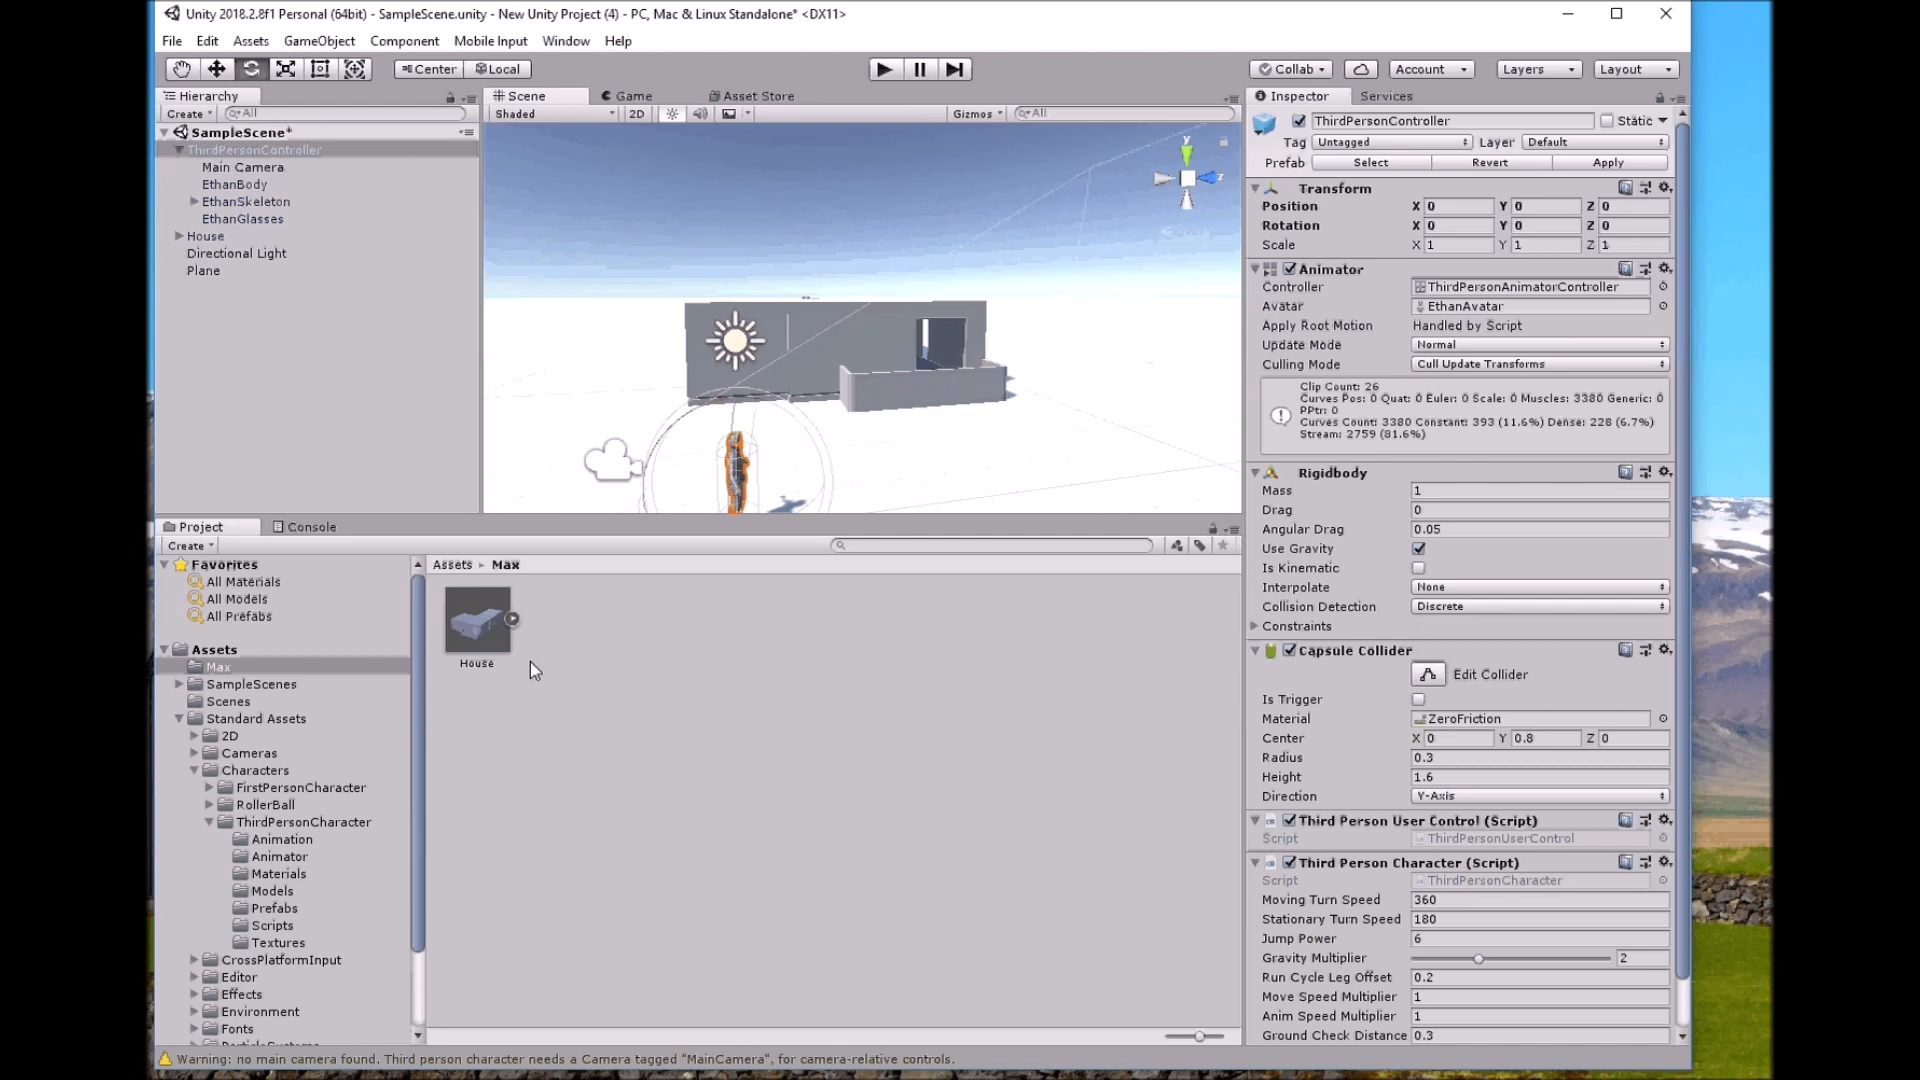 Unity 2018.2.8f1 Personal (64bit) - SampleScene.unity - New Unity Project (4) - PC, Mac & Linux Standalone* <DX11>
File Edit Assets GameObject Component Mobile Input Window Help
Center Local Collab Account Layers Layout
Hierarchy
Create All
SampleScene*
ThirdPersonController
Main Camera
EthanBody
EthanSkeleton
EthanGlasses
House
Directional Light
Plane
Scene Game Asset Store
Shaded 2D Gizmos All
y
z
Project Console
Create
Favorites
All Materials
All Models
All Prefabs
Assets
Max
SampleScenes
Scenes
Standard Assets
2D
Cameras
Characters
FirstPersonCharacter
RollerBall
ThirdPersonCharacter
Animation
Animator
Materials
Models
Prefabs
Scripts
Textures
CrossPlatformInput
Editor
Effects
Environment
Fonts
Assets Max
House
Inspector Services
ThirdPersonController Static
Tag Untagged Layer Default
Prefab Select Revert Apply
Transform
Position X 0 Y 0 Z 0
Rotation X 0 Y 0 Z 0
Scale X 1 Y 1 Z 1
Animator
Controller ThirdPersonAnimatorController
Avatar EthanAvatar
Apply Root Motion Handled by Script
Update Mode Normal
Culling Mode Cull Update Transforms
Clip Count: 26
Curves Pos: 0 Quat: 0 Euler: 0 Scale: 0 Muscles: 3380 Generic: 0
PPtr: 0
Curves Count: 3380 Constant: 393 (11.6%) Dense: 228 (6.7%)
Stream: 2759 (81.6%)
Rigidbody
Mass 1
Drag 0
Angular Drag 0.05
Use Gravity
Is Kinematic
Interpolate None
Collision Detection Discrete
Constraints
Capsule Collider
Edit Collider
Is Trigger
Material ZeroFriction
Center X 0 Y 0.8 Z 0
Radius 0.3
Height 1.6
Direction Y-Axis
Third Person User Control (Script)
Script ThirdPersonUserControl
Third Person Character (Script)
Script ThirdPersonCharacter
Moving Turn Speed 360
Stationary Turn Speed 180
Jump Power 6
Gravity Multiplier 2
Run Cycle Leg Offset 0.2
Move Speed Multiplier 1
Anim Speed Multiplier 1
Ground Check Distance 0.3
Warning: no main camera found. Third person character needs a Camera tagged "MainCamera", for camera-relative controls.